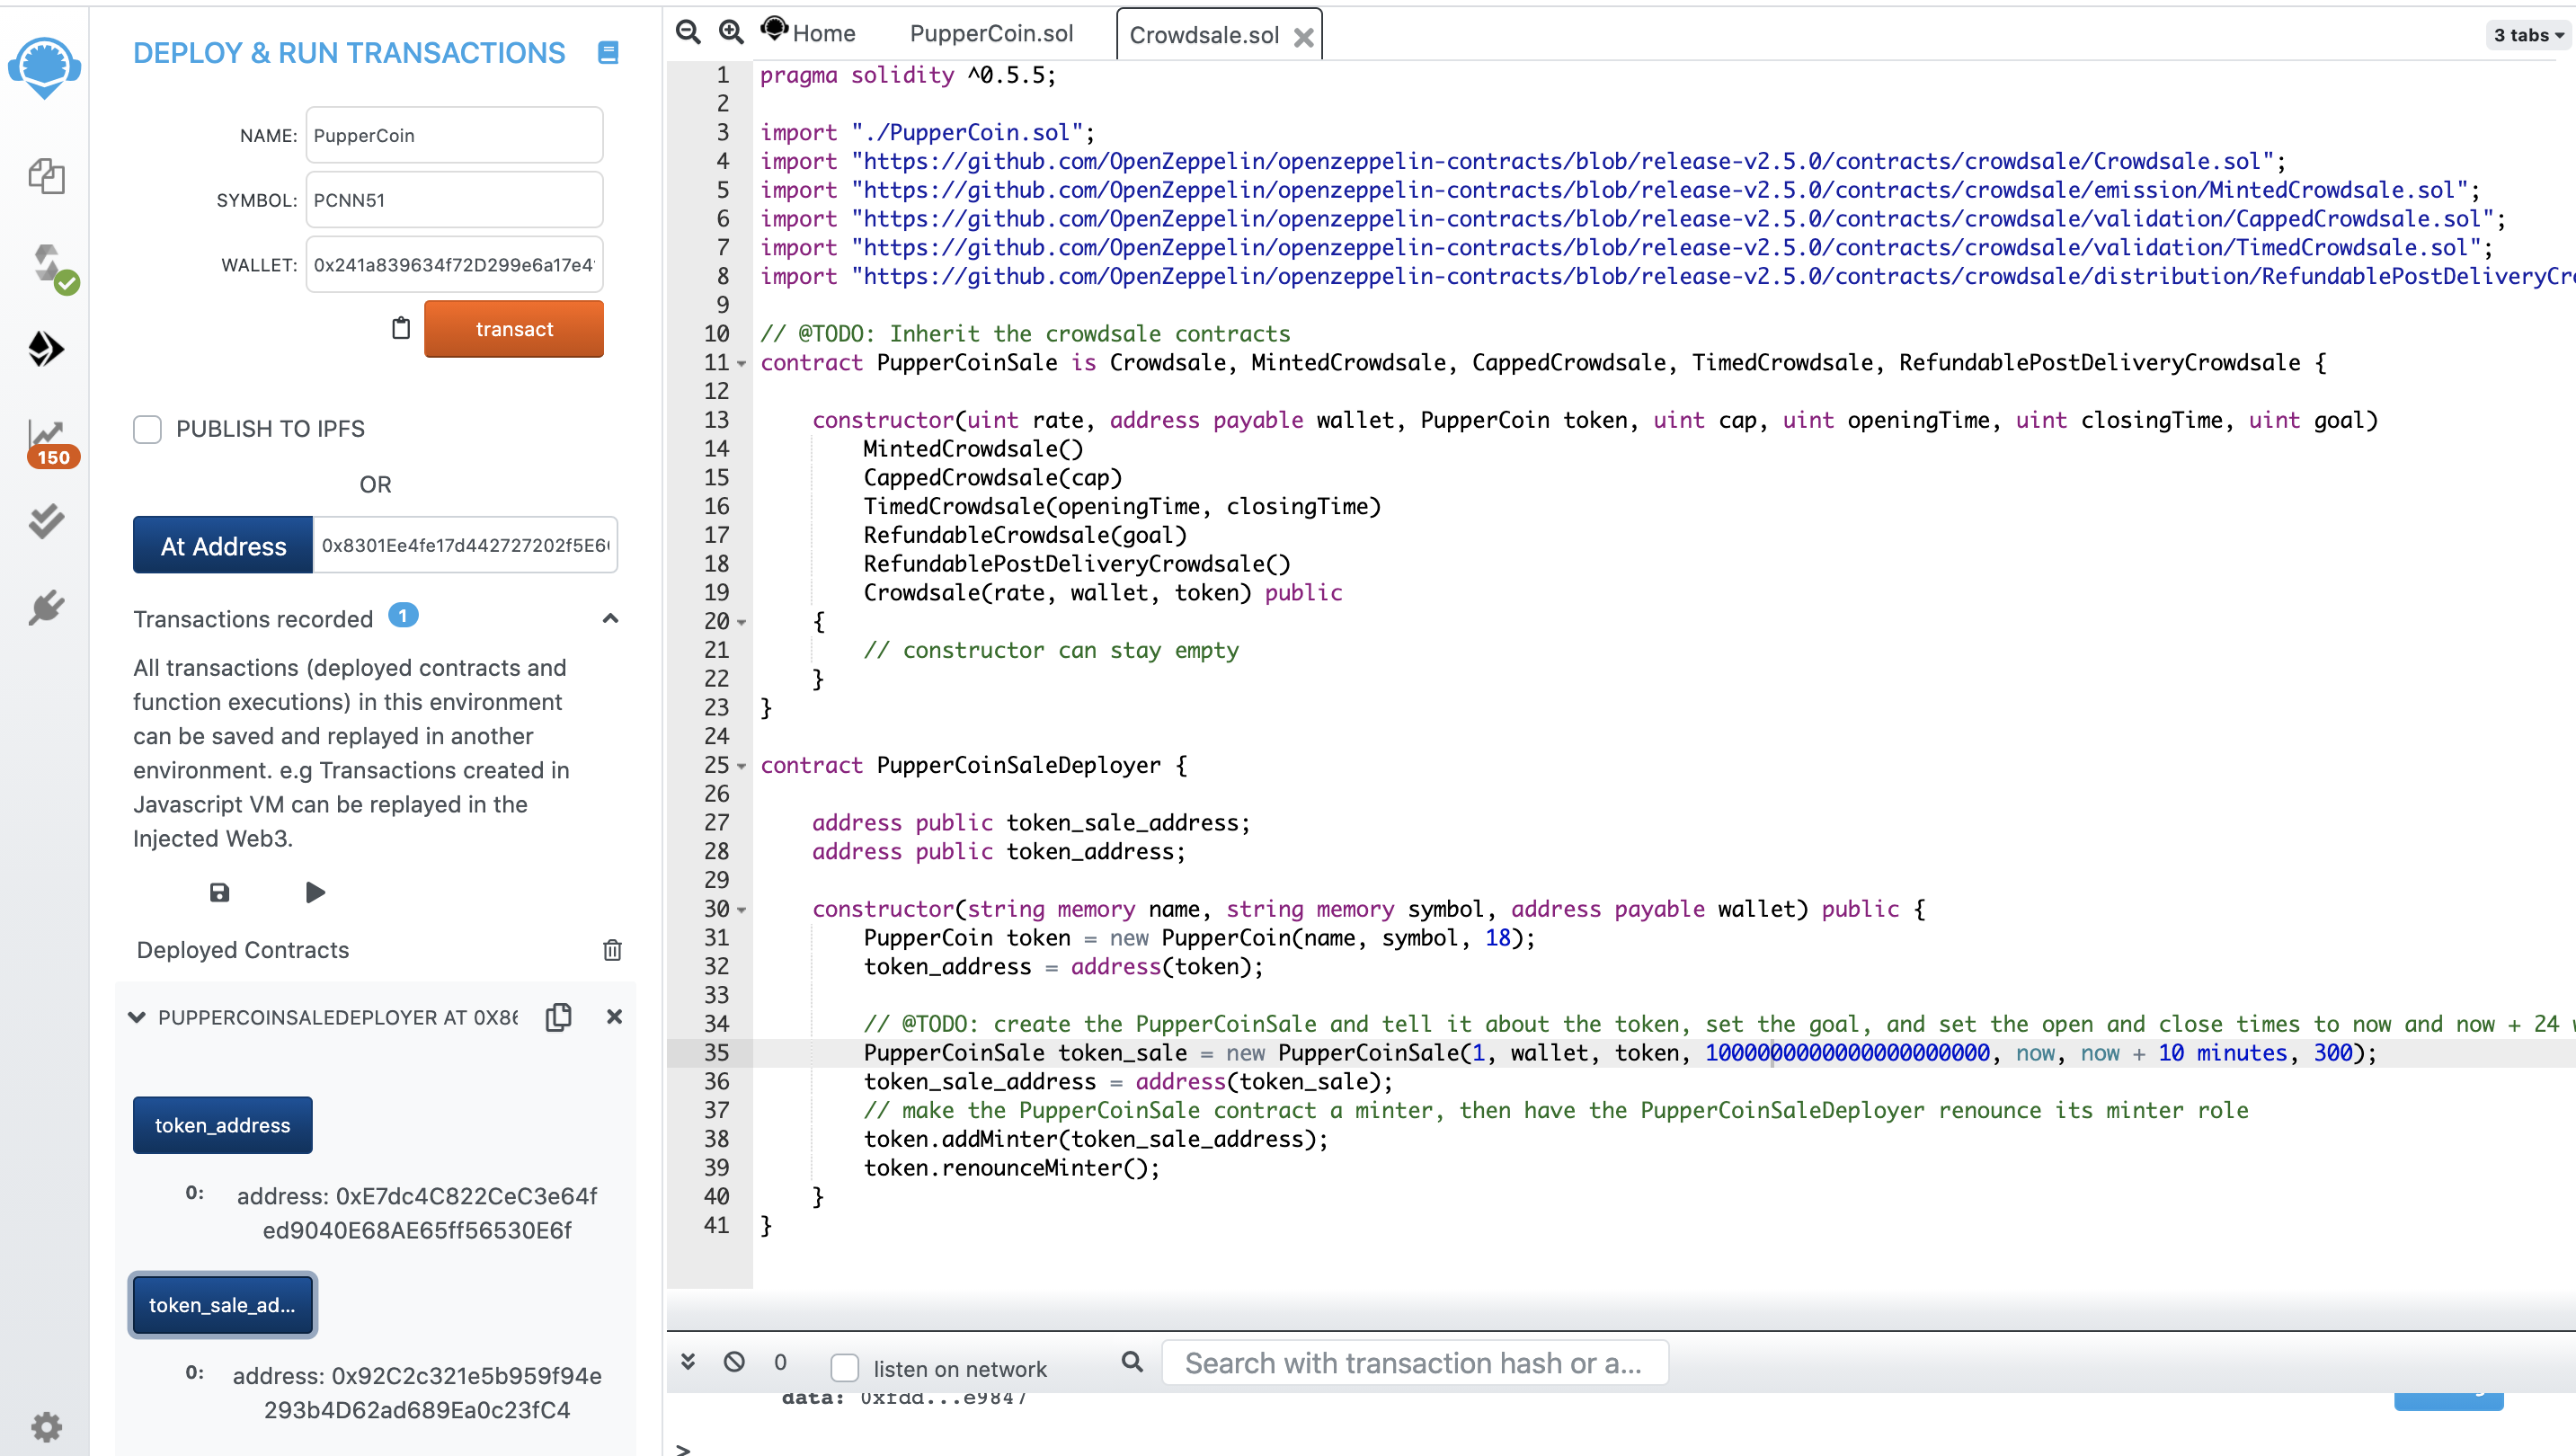 DEPLOY & RUN TRANSACTIONS
NAME: PupperCoin
SYMBOL: PCNN51
WALLET: 0x241a839634f72D299e6a17e4
transact
PUBLISH TO IPFS
OR
At Address 0x8301Ee4fe17d442727202f5E6
Transactions recorded 1
All transactions (deployed contracts and
function executions) in this environment
can be saved and replayed in another
environment. e.g Transactions created in
Javascript VM can be replayed in the
Injected Web3.
Deployed Contracts
PUPPERCOINSALEDEPLOYER AT 0X86
token_address
0: address: 0xE7dc4C822CeC3e64f
ed9040E68AE65ff56530E6f
token_sale_ad...
0: address: 0x92C2c321e5b959f94e
293b4D62ad689Ea0c23fC4
150
Home PupperCoin.sol Crowdsale.sol
3 tabs
1 pragma solidity ^0.5.5;
2
3 import "./PupperCoin.sol";
4 import "https://github.com/OpenZeppelin/openzeppelin-contracts/blob/release-v2.5.0/contracts/crowdsale/Crowdsale.sol";
5 import "https://github.com/OpenZeppelin/openzeppelin-contracts/blob/release-v2.5.0/contracts/crowdsale/emission/MintedCrowdsale.sol";
6 import "https://github.com/OpenZeppelin/openzeppelin-contracts/blob/release-v2.5.0/contracts/crowdsale/validation/CappedCrowdsale.sol";
7 import "https://github.com/OpenZeppelin/openzeppelin-contracts/blob/release-v2.5.0/contracts/crowdsale/validation/TimedCrowdsale.sol";
8 import "https://github.com/OpenZeppelin/openzeppelin-contracts/blob/release-v2.5.0/contracts/crowdsale/distribution/RefundablePostDeliveryCr
9
10 // @TODO: Inherit the crowdsale contracts
11 contract PupperCoinSale is Crowdsale, MintedCrowdsale, CappedCrowdsale, TimedCrowdsale, RefundablePostDeliveryCrowdsale {
12
13 constructor(uint rate, address payable wallet, PupperCoin token, uint cap, uint openingTime, uint closingTime, uint goal)
14 MintedCrowdsale()
15 CappedCrowdsale(cap)
16 TimedCrowdsale(openingTime, closingTime)
17 RefundableCrowdsale(goal)
18 RefundablePostDeliveryCrowdsale()
19 Crowdsale(rate, wallet, token) public
20 {
21 // constructor can stay empty
22 }
23 }
24
25 contract PupperCoinSaleDeployer {
26
27 address public token_sale_address;
28 address public token_address;
29
30 constructor(string memory name, string memory symbol, address payable wallet) public {
31 PupperCoin token = new PupperCoin(name, symbol, 18);
32 token_address = address(token);
33
34 // @TODO: create the PupperCoinSale and tell it about the token, set the goal, and set the open and close times to now and now + 24 w
35 PupperCoinSale token_sale = new PupperCoinSale(1, wallet, token, 1000000000000000000000, now, now + 10 minutes, 300);
36 token_sale_address = address(token_sale);
37 // make the PupperCoinSale contract a minter, then have the PupperCoinSaleDeployer renounce its minter role
38 token.addMinter(token_sale_address);
39 token.renounceMinter();
40 }
41 }
0 listen on network Search with transaction hash or a...
data: 0xfdd...e9847
>